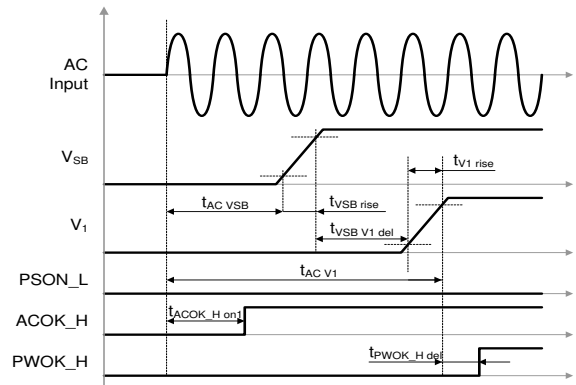 AC
Input
VSB
tV1 rise
tAC VSB
tVSB rise
V1
tVSB V1 del
tAC V1
PSON_L
tACOK_H on1
ACOK_H
tPWOK_H del
PWOK_H